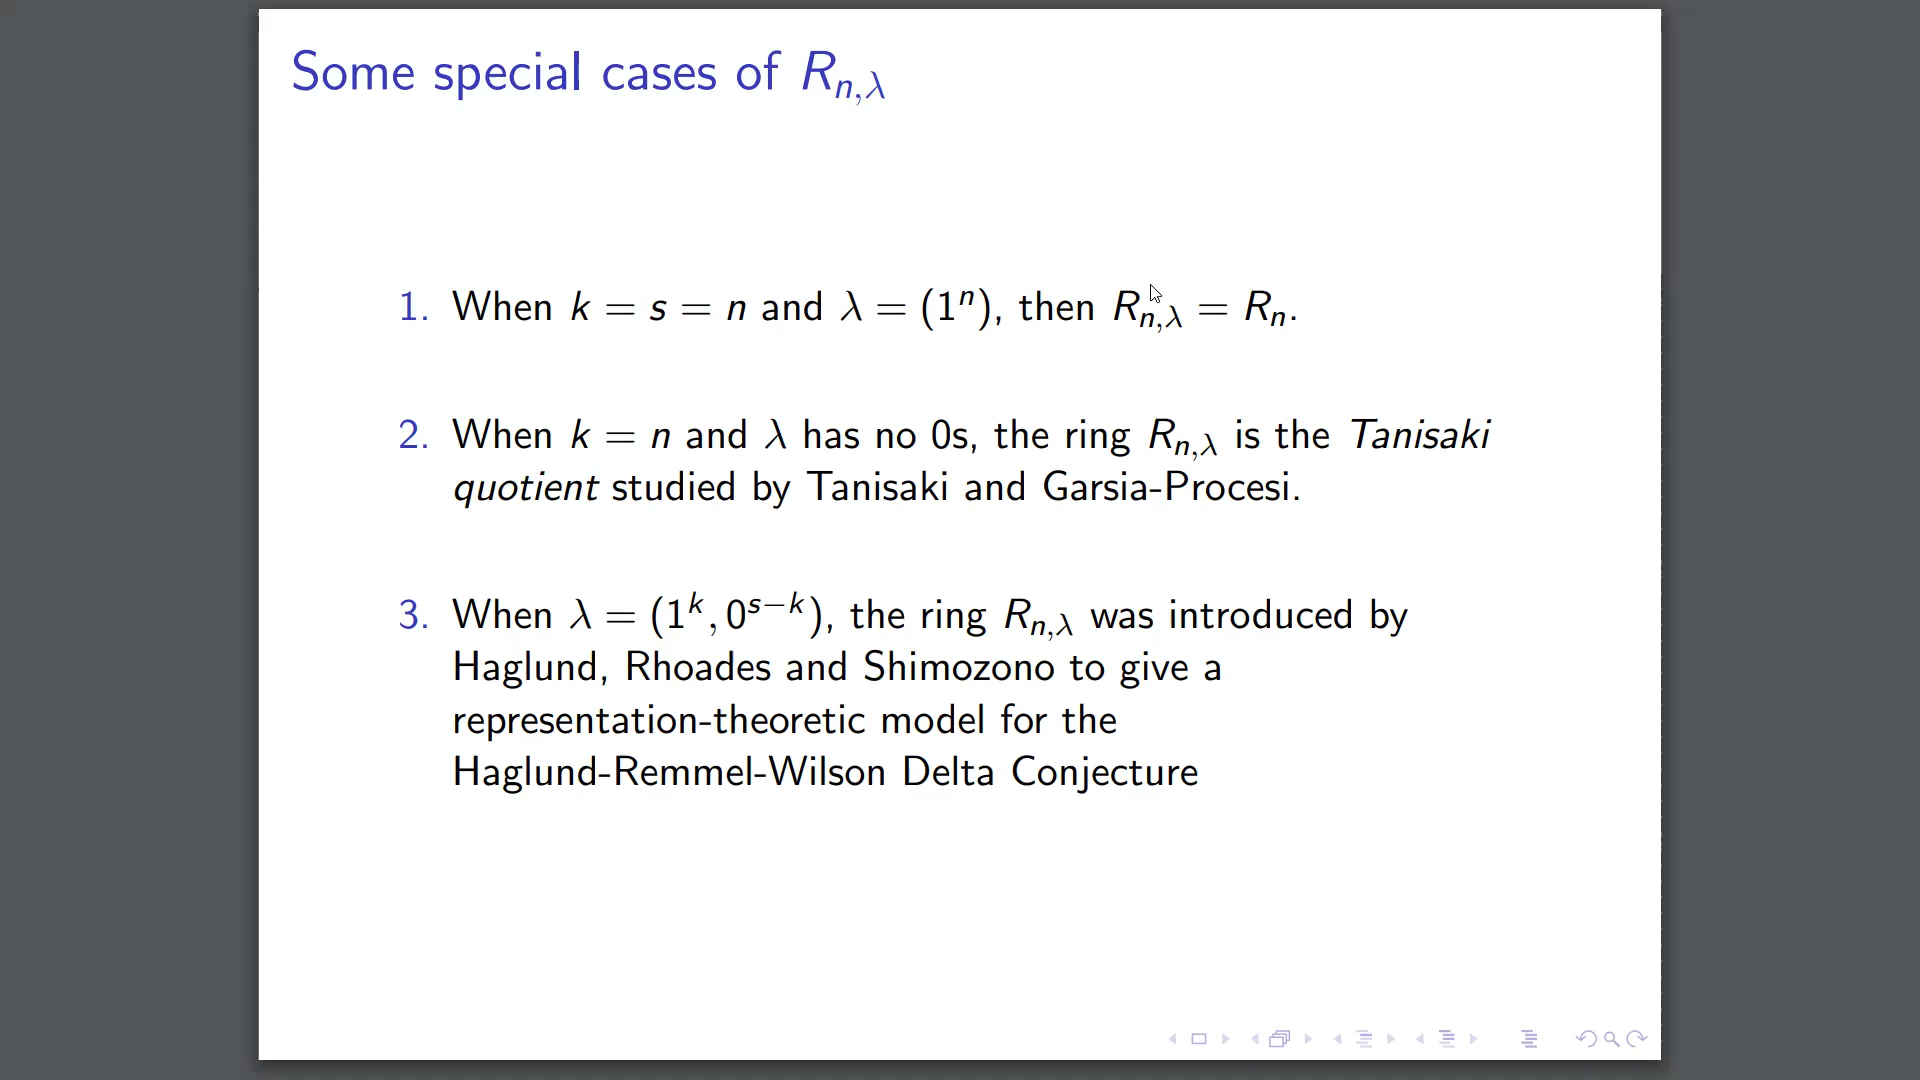 Some special cases of R_{n,λ}
1. When k = s = n and λ = (1^n), then R_{n,λ} = R_n.
2. When k = n and λ has no 0s, the ring R_{n,λ} is the Tanisaki
quotient studied by Tanisaki and Garsia-Procesi.
3. When λ = (1^k, 0^{s−k}), the ring R_{n,λ} was introduced by
Haglund, Rhoades and Shimozono to give a
representation-theoretic model for the
Haglund-Remmel-Wilson Delta Conjecture